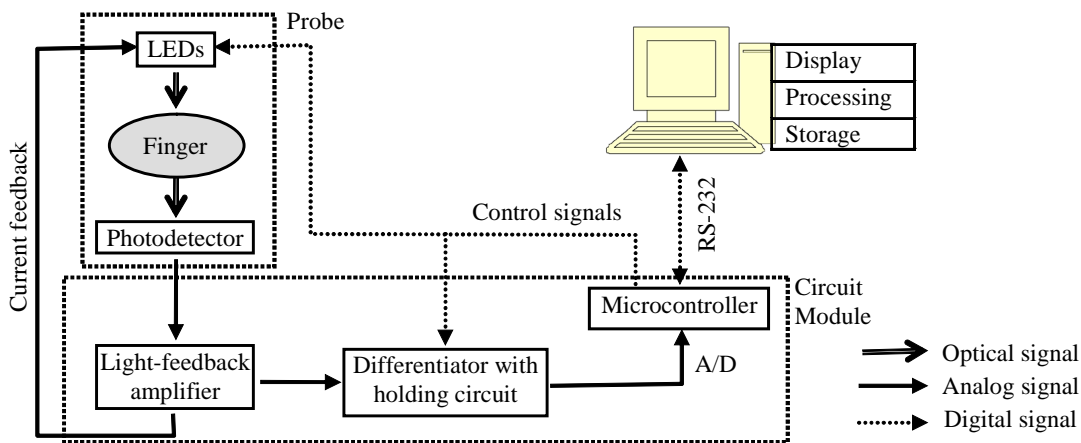 Probe
LEDs
Finger
Photodetector
Current feedback
Light-feedback
amplifier
Differentiator with
holding circuit
Control signals
RS-232
Microcontroller
A/D
Circuit
Module
Display
Processing
Storage
Optical signal
Analog signal
Digital signal